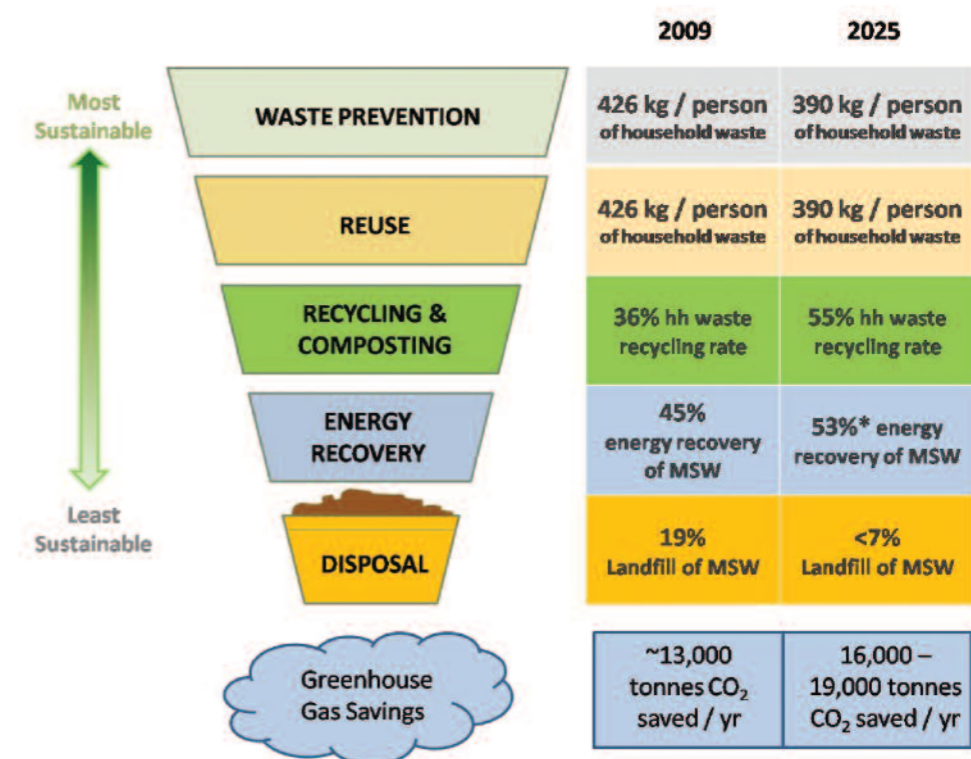 2009 2025
Most
Sustainable
WASTE PREVENTION
426 kg / person
of household waste
390 kg / person
of household waste
REUSE
426 kg / person
of household waste
390 kg / person
of household waste
RECYCLING &
COMPOSTING
36% hh waste
recycling rate
55% hh waste
recycling rate
ENERGY
RECOVERY
45%
energy recovery
of MSW
53%* energy
recovery of MSW
Least
Sustainable
DISPOSAL
19%
Landfill of MSW
<7%
Landfill of MSW
Greenhouse
Gas Savings
~13,000
tonnes CO₂
saved / yr
16,000 –
19,000 tonnes
CO₂ saved / yr